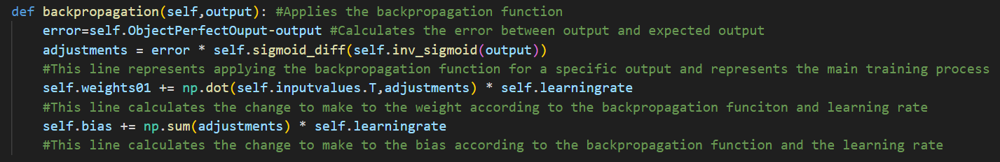 def backpropagation(self,output): #Applies the backpropagation function
    error=self.ObjectPerfectOuput-output #Calculates the error between output and expected output
    adjustments = error * self.sigmoid_diff(self.inv_sigmoid(output))
    #This line represents applying the backpropagation function for a specific output and represents the main training process
    self.weights01 += np.dot(self.inputvalues.T,adjustments) * self.learningrate
    #This line calculates the change to make to the weight according to the backpropagation funciton and learning rate
    self.bias += np.sum(adjustments) * self.learningrate
    #This line calculates the change to make to the bias according to the backpropagation function and the learning rate